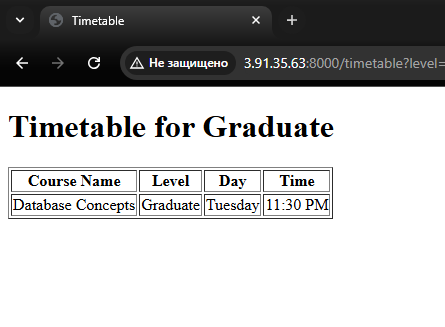 Timetable
Не защищено 3.91.35.63:8000/timetable?level=
Timetable for Graduate
Course Name Level Day Time
Database Concepts Graduate Tuesday 11:30 PM